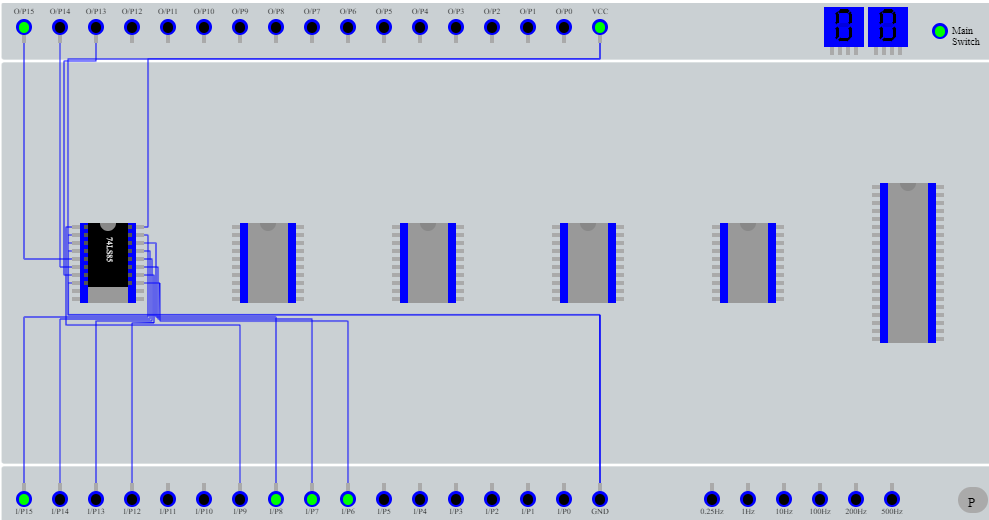 O/P15 O/P14 O/P13 O/P12 O/P11 O/P10 O/P9 O/P8 O/P7 O/P6 O/P5 O/P4 O/P3 O/P2 O/P1 O/P0 VCC
00
Main
Switch
74LS85
I/P15 I/P14 I/P13 I/P12 I/P11 I/P10 I/P9 I/P8 I/P7 I/P6 I/P5 I/P4 I/P3 I/P2 I/P1 I/P0 GND 0.25Hz 1Hz 10Hz 100Hz 200Hz 500Hz
P